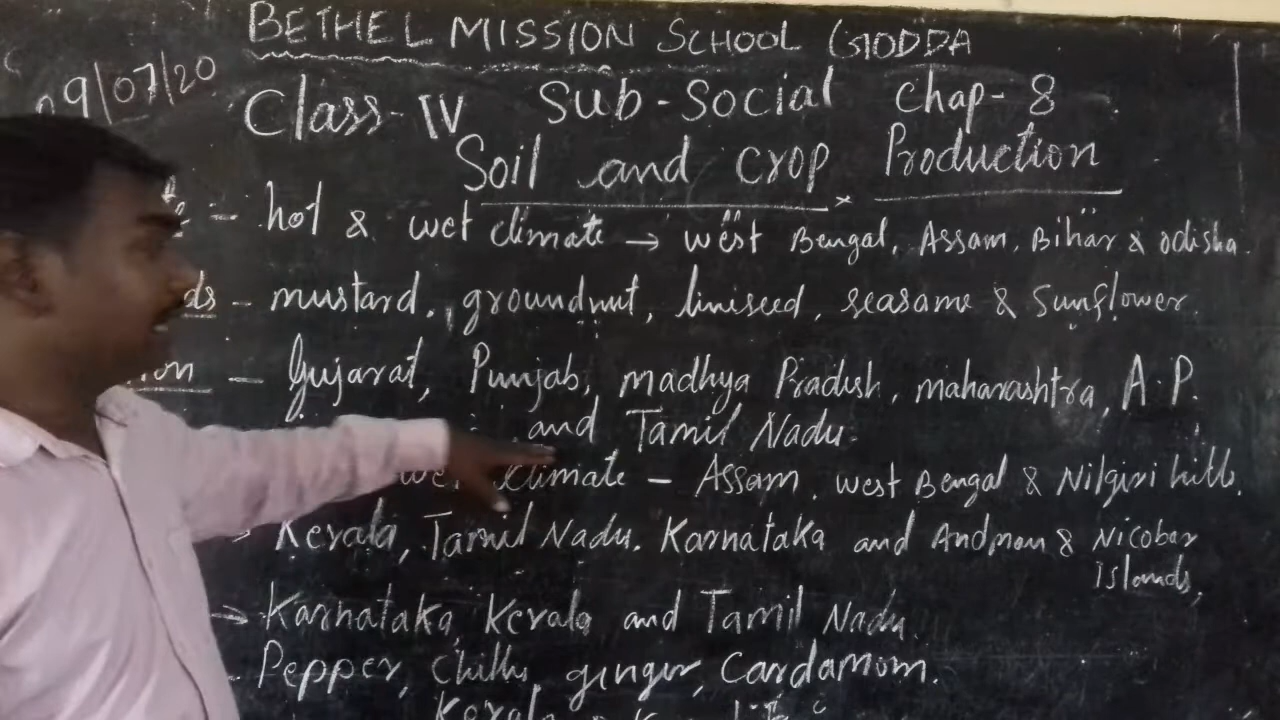 BETHEL MISSION SCHOOL GODDA
09/07/20
Class-IV Sub-Social Chap-8
Soil and crop Production
te - hot & wet climate → west Bengal, Assam, Bihar & odisha.
ds - mustard, groundnut, liniseed, seasame & Sunflower.
on - Gujarat, Punjab, madhya Pradesh, maharashtra, A.P.
and Tamil Nadu.
wet climate - Assam, west Bengal & Nilgiri hills.
→ Kerala, Tamil Nadu, Karnataka and Andman & Nicobar
Islands,
→ Karnataka, Kerala and Tamil Nadu.
- Pepper, Chilli, ginger, Cardamom.
Kerala